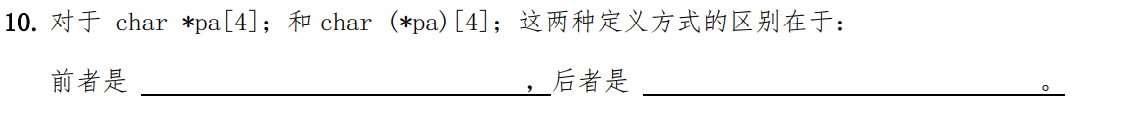 10. 对于 char *pa[4]；和 char (*pa)[4]；这两种定义方式的区别在于：
前者是 ，后者是 。